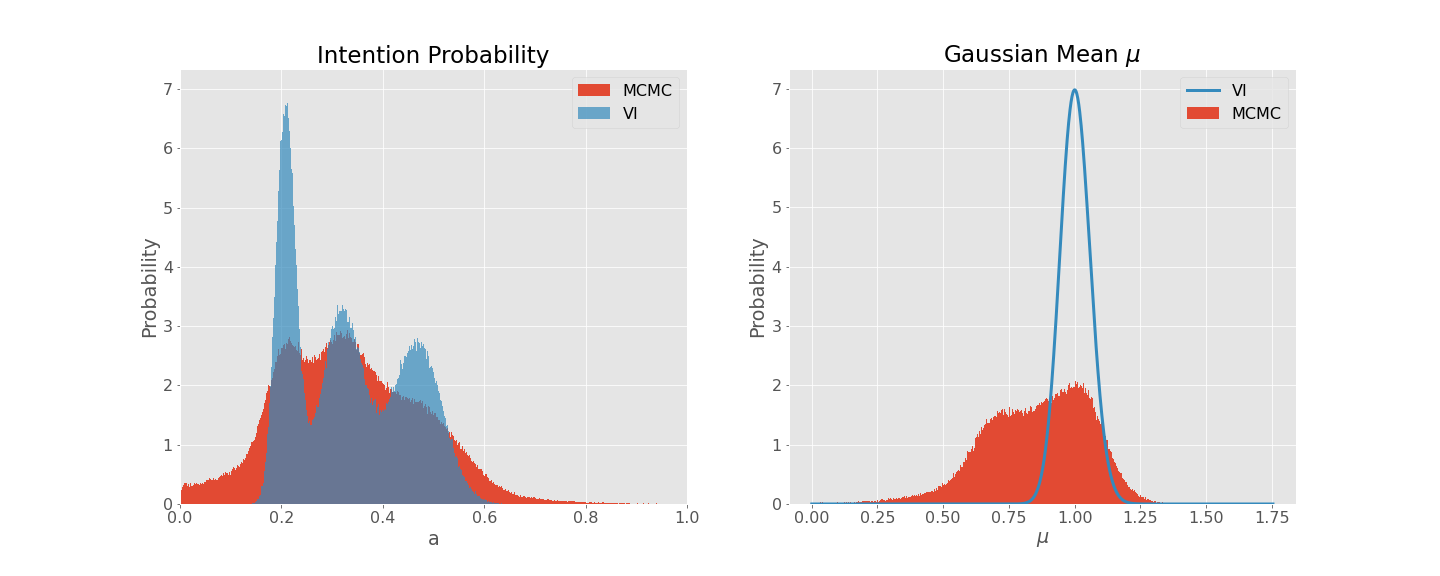 Intention Probability
Probability
7
6
5
4
3
2
1
0
MCMC
VI
0.0 0.2 0.4 0.6 0.8 1.0
a
Gaussian Mean μ
Probability
7
6
5
4
3
2
1
0
VI
MCMC
0.00 0.25 0.50 0.75 1.00 1.25 1.50 1.75
μ